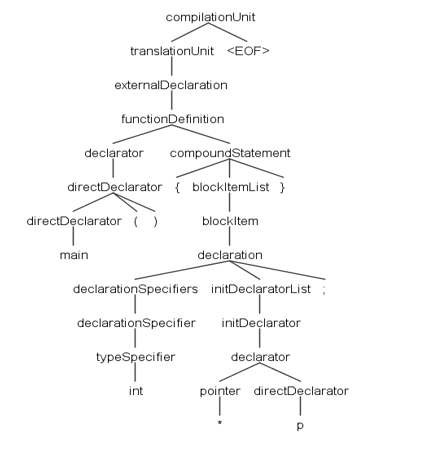 compilationUnit
translationUnit <EOF>
externalDeclaration
functionDefinition
declarator compoundStatement
directDeclarator { blockItemList }
directDeclarator ( ) blockItem
main declaration
declarationSpecifiers initDeclaratorList ;
declarationSpecifier initDeclarator
typeSpecifier declarator
int pointer directDeclarator
* p